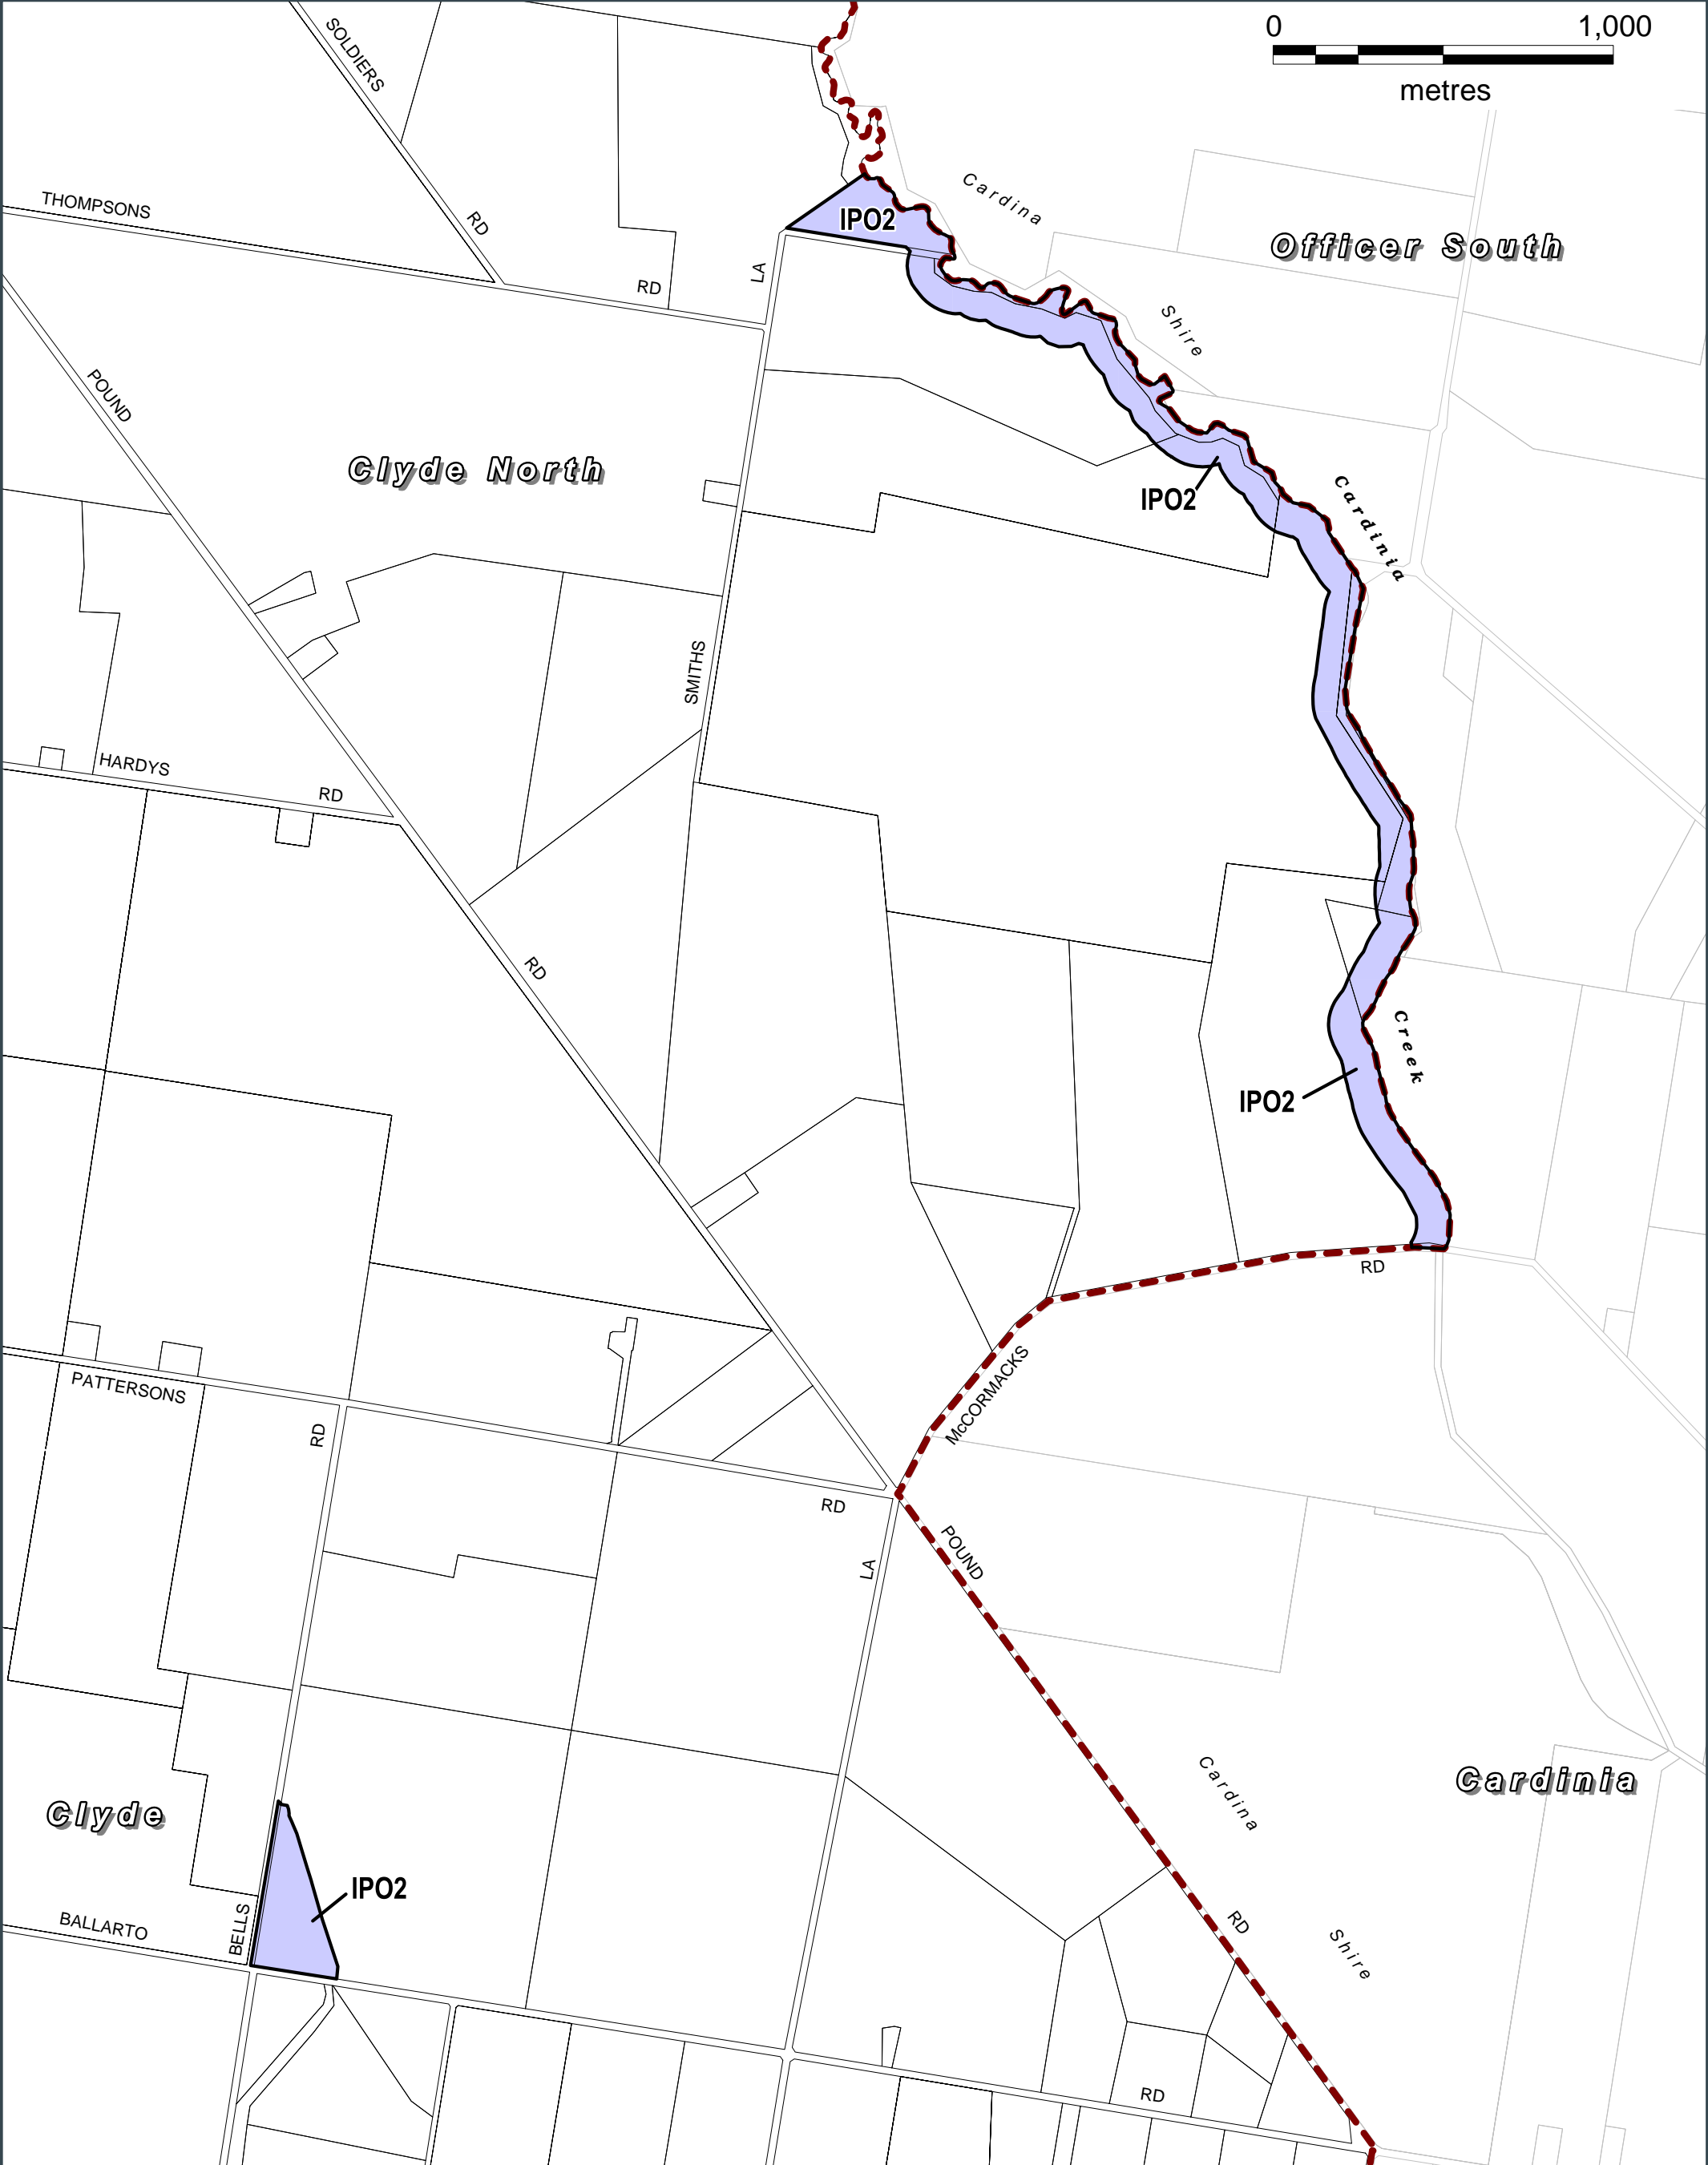 0 1,000
metres
SOLDIERS
RD
THOMPSONS
RD
LA
IPO2
Cardina
Shire
Officer South
POUND
Clyde North
IPO2
Cardinia
SMITHS
HARDYS
RD
RD
Creek
IPO2
RD
McCORMACKS
PATTERSONS
RD
RD
LA
POUND
Cardina
Shire
Cardinia
Clyde
IPO2
BELLS
BALLARTO
RD
RD